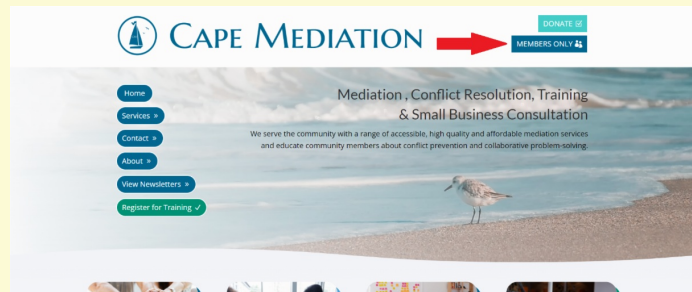 CAPE MEDIATION
DONATE
MEMBERS ONLY
Home
Services »
Contact »
About »
View Newsletters »
Register for Training ✓
Mediation , Conflict Resolution, Training
& Small Business Consultation
We serve the community with a range of accessible, high quality and affordable mediation services
and educate community members about conflict prevention and collaborative problem-solving.